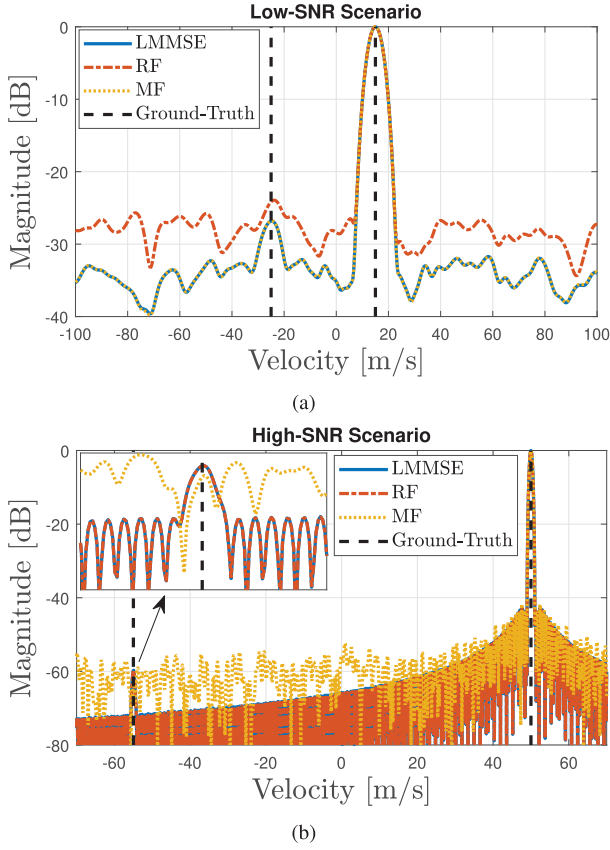 Low-SNR Scenario
0
-10
-20
-30
-40
Magnitude [dB]
LMMSE
RF
MF
Ground-Truth
-100 -80 -60 -40 -20 0 20 40 60 80 100
Velocity [m/s]
(a)
High-SNR Scenario
0
-20
-40
-60
-80
Magnitude [dB]
LMMSE
RF
MF
Ground-Truth
-60 -40 -20 0 20 40 60
Velocity [m/s]
(b)